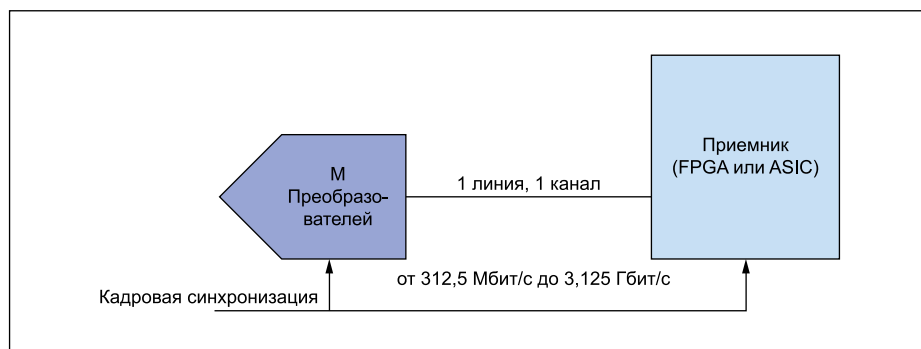 М
Преобразо-
вателей
1 линия, 1 канал
Приемник
(FPGA или ASIC)
от 312,5 Мбит/с до 3,125 Гбит/с
Кадровая синхронизация